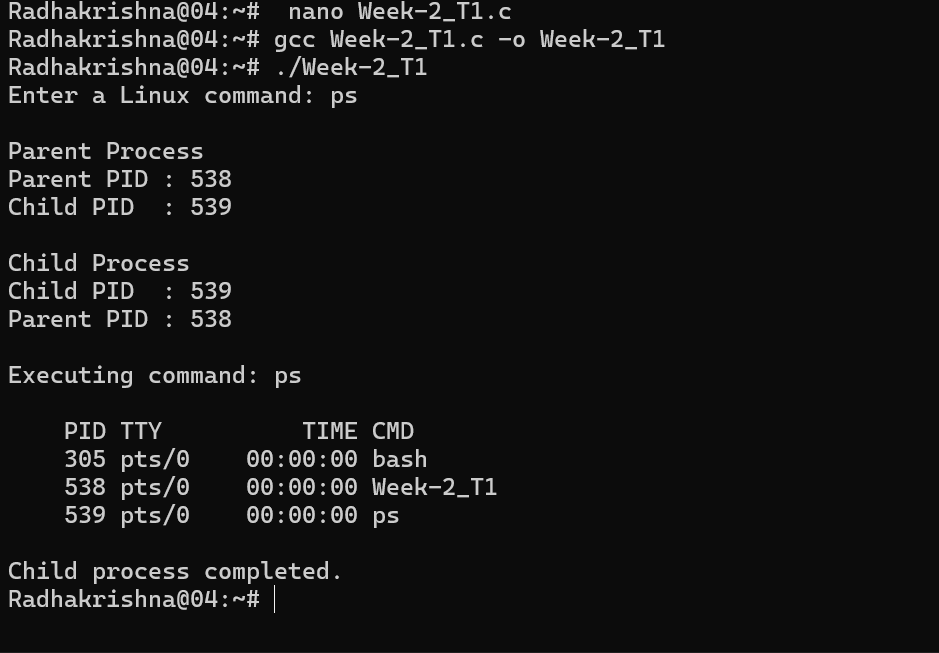 Radhakrishna@04:~#  nano Week-2_T1.c
Radhakrishna@04:~# gcc Week-2_T1.c -o Week-2_T1
Radhakrishna@04:~# ./Week-2_T1
Enter a Linux command: ps

Parent Process
Parent PID : 538
Child PID  : 539

Child Process
Child PID  : 539
Parent PID : 538

Executing command: ps

    PID TTY          TIME CMD
    305 pts/0    00:00:00 bash
    538 pts/0    00:00:00 Week-2_T1
    539 pts/0    00:00:00 ps

Child process completed.
Radhakrishna@04:~#